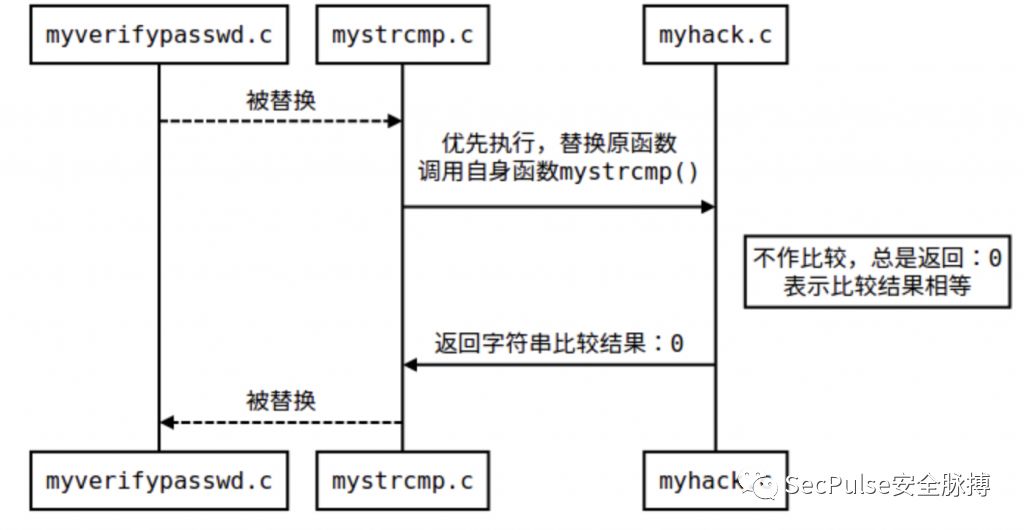 myverifypasswd.c
mystrcmp.c
myhack.c
被替换
优先执行，替换原函数
调用自身函数mystrcmp()
不作比较，总是返回：0
表示比较结果相等
返回字符串比较结果：0
被替换
myverifypasswd.c
mystrcmp.c
myhack.c
SecPulse安全脉搏